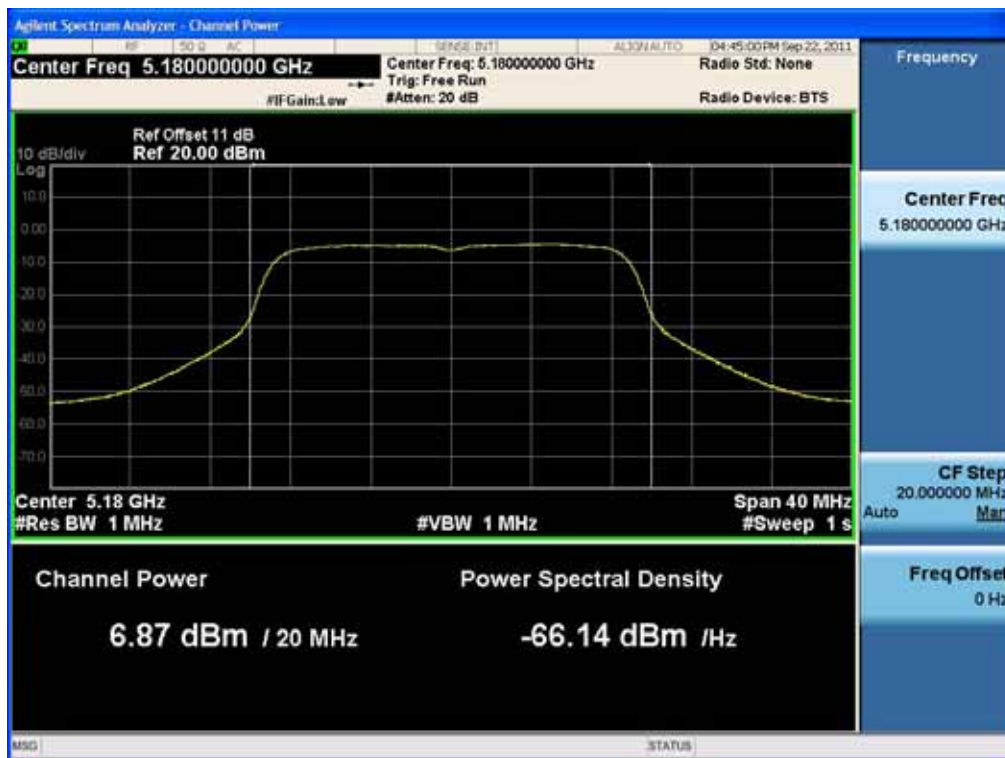 Agilent Spectrum Analyzer - Channel Power
RF 50 Ω AC SENSE:INT ALIGN AUTO 04:45:00 PM Sep 22, 2011
Center Freq 5.180000000 GHz
Center Freq: 5.180000000 GHz
Radio Std: None
Trig: Free Run
#IFGain:Low
#Atten: 20 dB
Radio Device: BTS
Ref Offset 11 dB
10 dB/div
Ref 20.00 dBm
Log
10.0
0.00
-10.0
-20.0
-30.0
-40.0
-50.0
-60.0
-70.0
Center 5.18 GHz
Span 40 MHz
#Res BW 1 MHz
#VBW 1 MHz
#Sweep 1 s
Channel Power
Power Spectral Density
6.87 dBm / 20 MHz
-66.14 dBm /Hz
Frequency
Center Freq
5.180000000 GHz
CF Step
20.000000 MHz
Auto Man
Freq Offset
0 Hz
MSG
STATUS